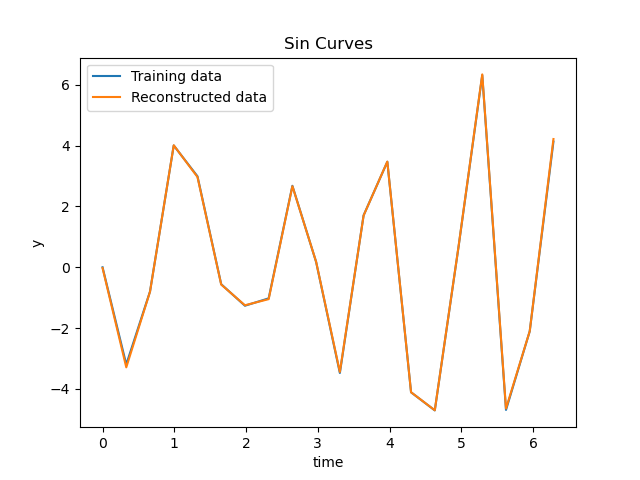 Sin Curves
Training data
Reconstructed data
y
6
4
2
0
−2
−4
0 1 2 3 4 5 6
time